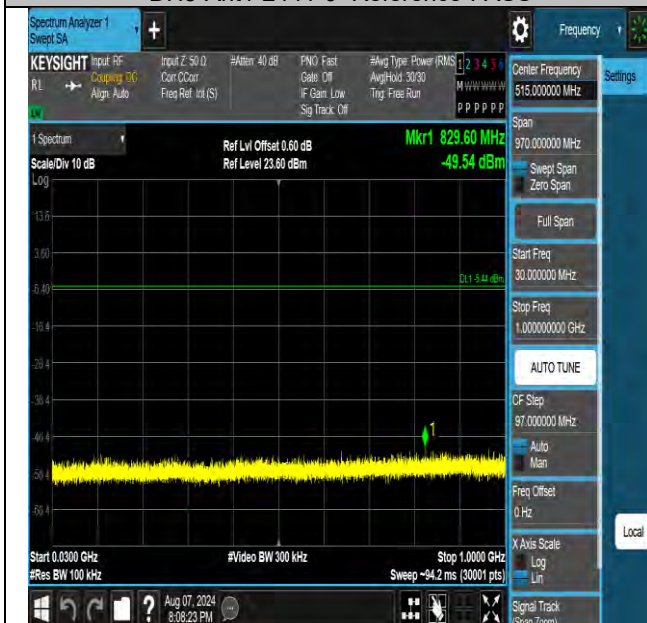 Spectrum Analyzer 1
Swept SA
+
Frequency
KEYSIGHT
RL
Input: RF
Coupling: DC
Align: Auto
Input Z: 50 Ω
Corr CCorr
Freq Ref: Int (S)
#Atten: 40 dB
PNO: Fast
Gate: Off
IF Gain: Low
Sig Track: Off
#Avg Type: Power (RMS
Avg|Hold: 30/30
Trig: Free Run
1 2 3 4 5 6
M W W W W W
P P P P P P
Settings
1 Spectrum
Scale/Div 10 dB
Log
Ref Lvl Offset 0.60 dB
Ref Level 23.60 dBm
Mkr1 829.60 MHz
-49.54 dBm
13.6
3.60
-6.40
-16.4
-26.4
-36.4
-46.4
-56.4
-66.4
DL1 -5.44 dBm
1
Start 0.0300 GHz
#Res BW 100 kHz
#Video BW 300 kHz
Stop 1.0000 GHz
Sweep ~94.2 ms (30001 pts)
Center Frequency
515.000000 MHz
Span
970.000000 MHz
Swept Span
Zero Span
Full Span
Start Freq
30.000000 MHz
Stop Freq
1.000000000 GHz
AUTO TUNE
CF Step
97.000000 MHz
Auto
Man
Freq Offset
0 Hz
X Axis Scale
Log
Lin
Signal Track
(Span Zoom)
Local
?
Aug 07, 2024
8:08:23 PM